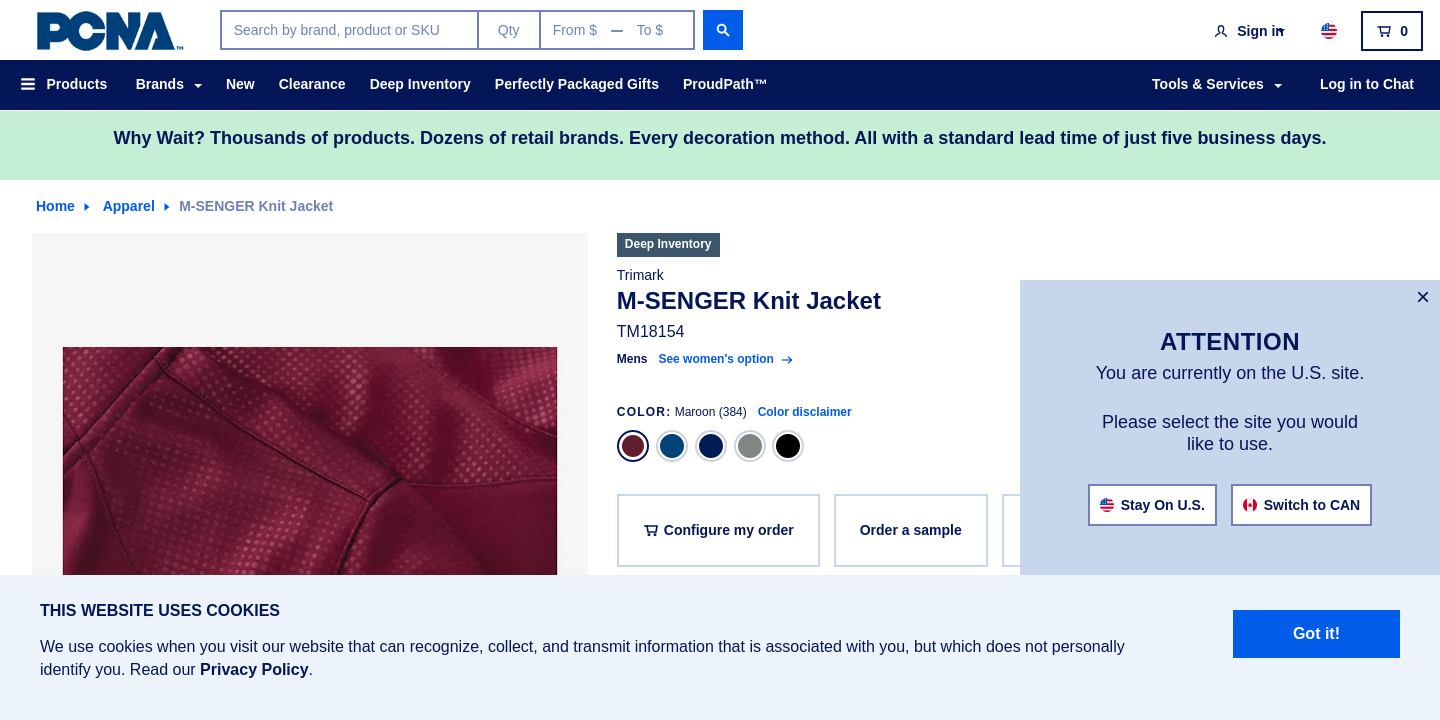 PCNA™
Search by brand, product or SKU
Qty
From $ — To $
Sign in
0
Products
Brands
New
Clearance
Deep Inventory
Perfectly Packaged Gifts
ProudPath™
Tools & Services
Log in to Chat
Why Wait? Thousands of products. Dozens of retail brands. Every decoration method. All with a standard lead time of just five business days.
Home
Apparel
M-SENGER Knit Jacket
Deep Inventory
Trimark
M-SENGER Knit Jacket
TM18154
Mens See women's option
COLOR: Maroon (384) Color disclaimer
Configure my order
Order a sample
ATTENTION
You are currently on the U.S. site.
Please select the site you would
like to use.
Stay On U.S.
Switch to CAN
THIS WEBSITE USES COOKIES
We use cookies when you visit our website that can recognize, collect, and transmit information that is associated with you, but which does not personally
identify you. Read our Privacy Policy.
Got it!